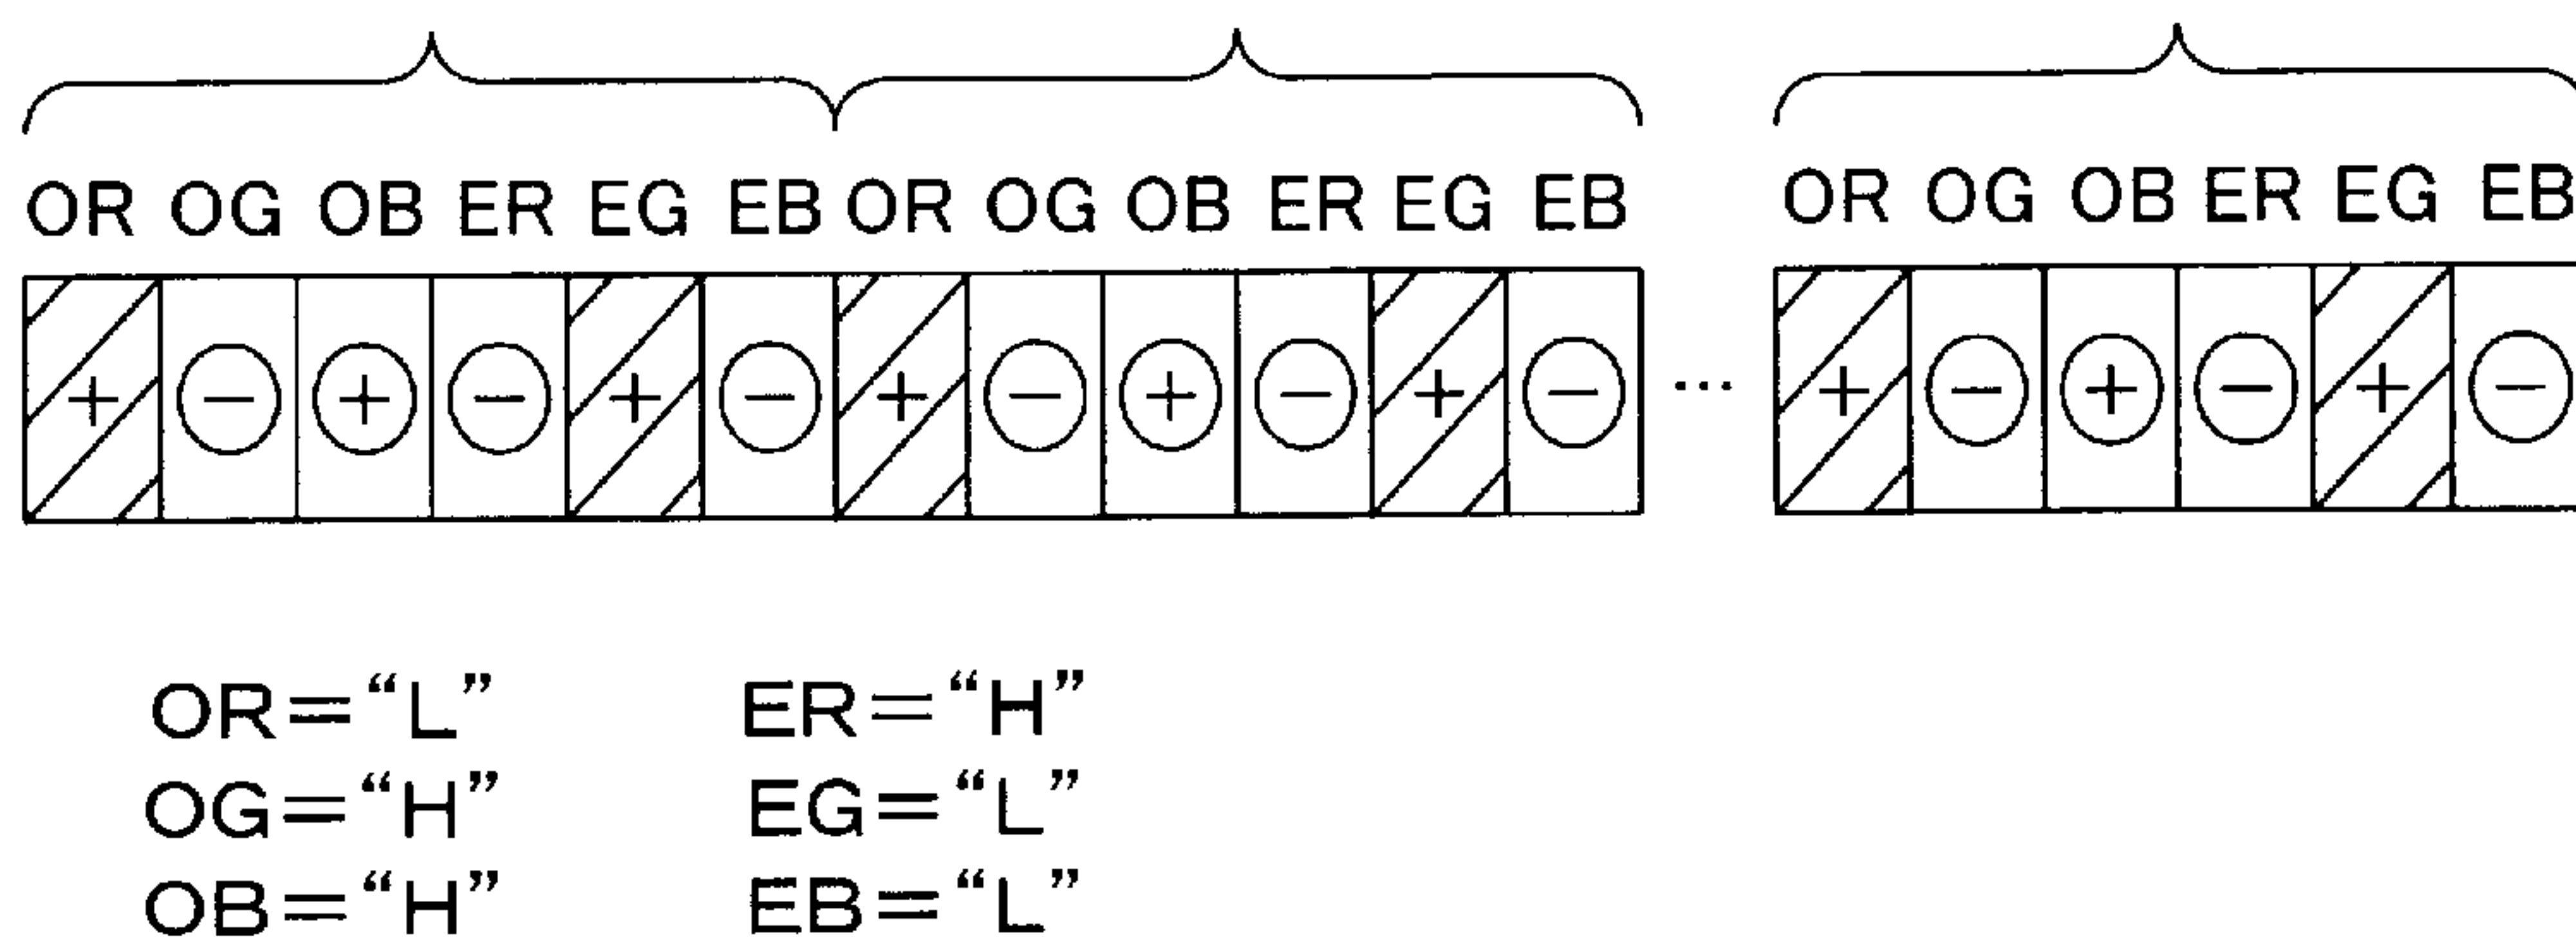 OR OG OB ER EG EB OR OG OB ER EG EB OR OG OB ER EG EB
+ − + − + − + − + − + − ... + − + − + −
OR="L" ER="H"
OG="H" EG="L"
OB="H" EB="L"